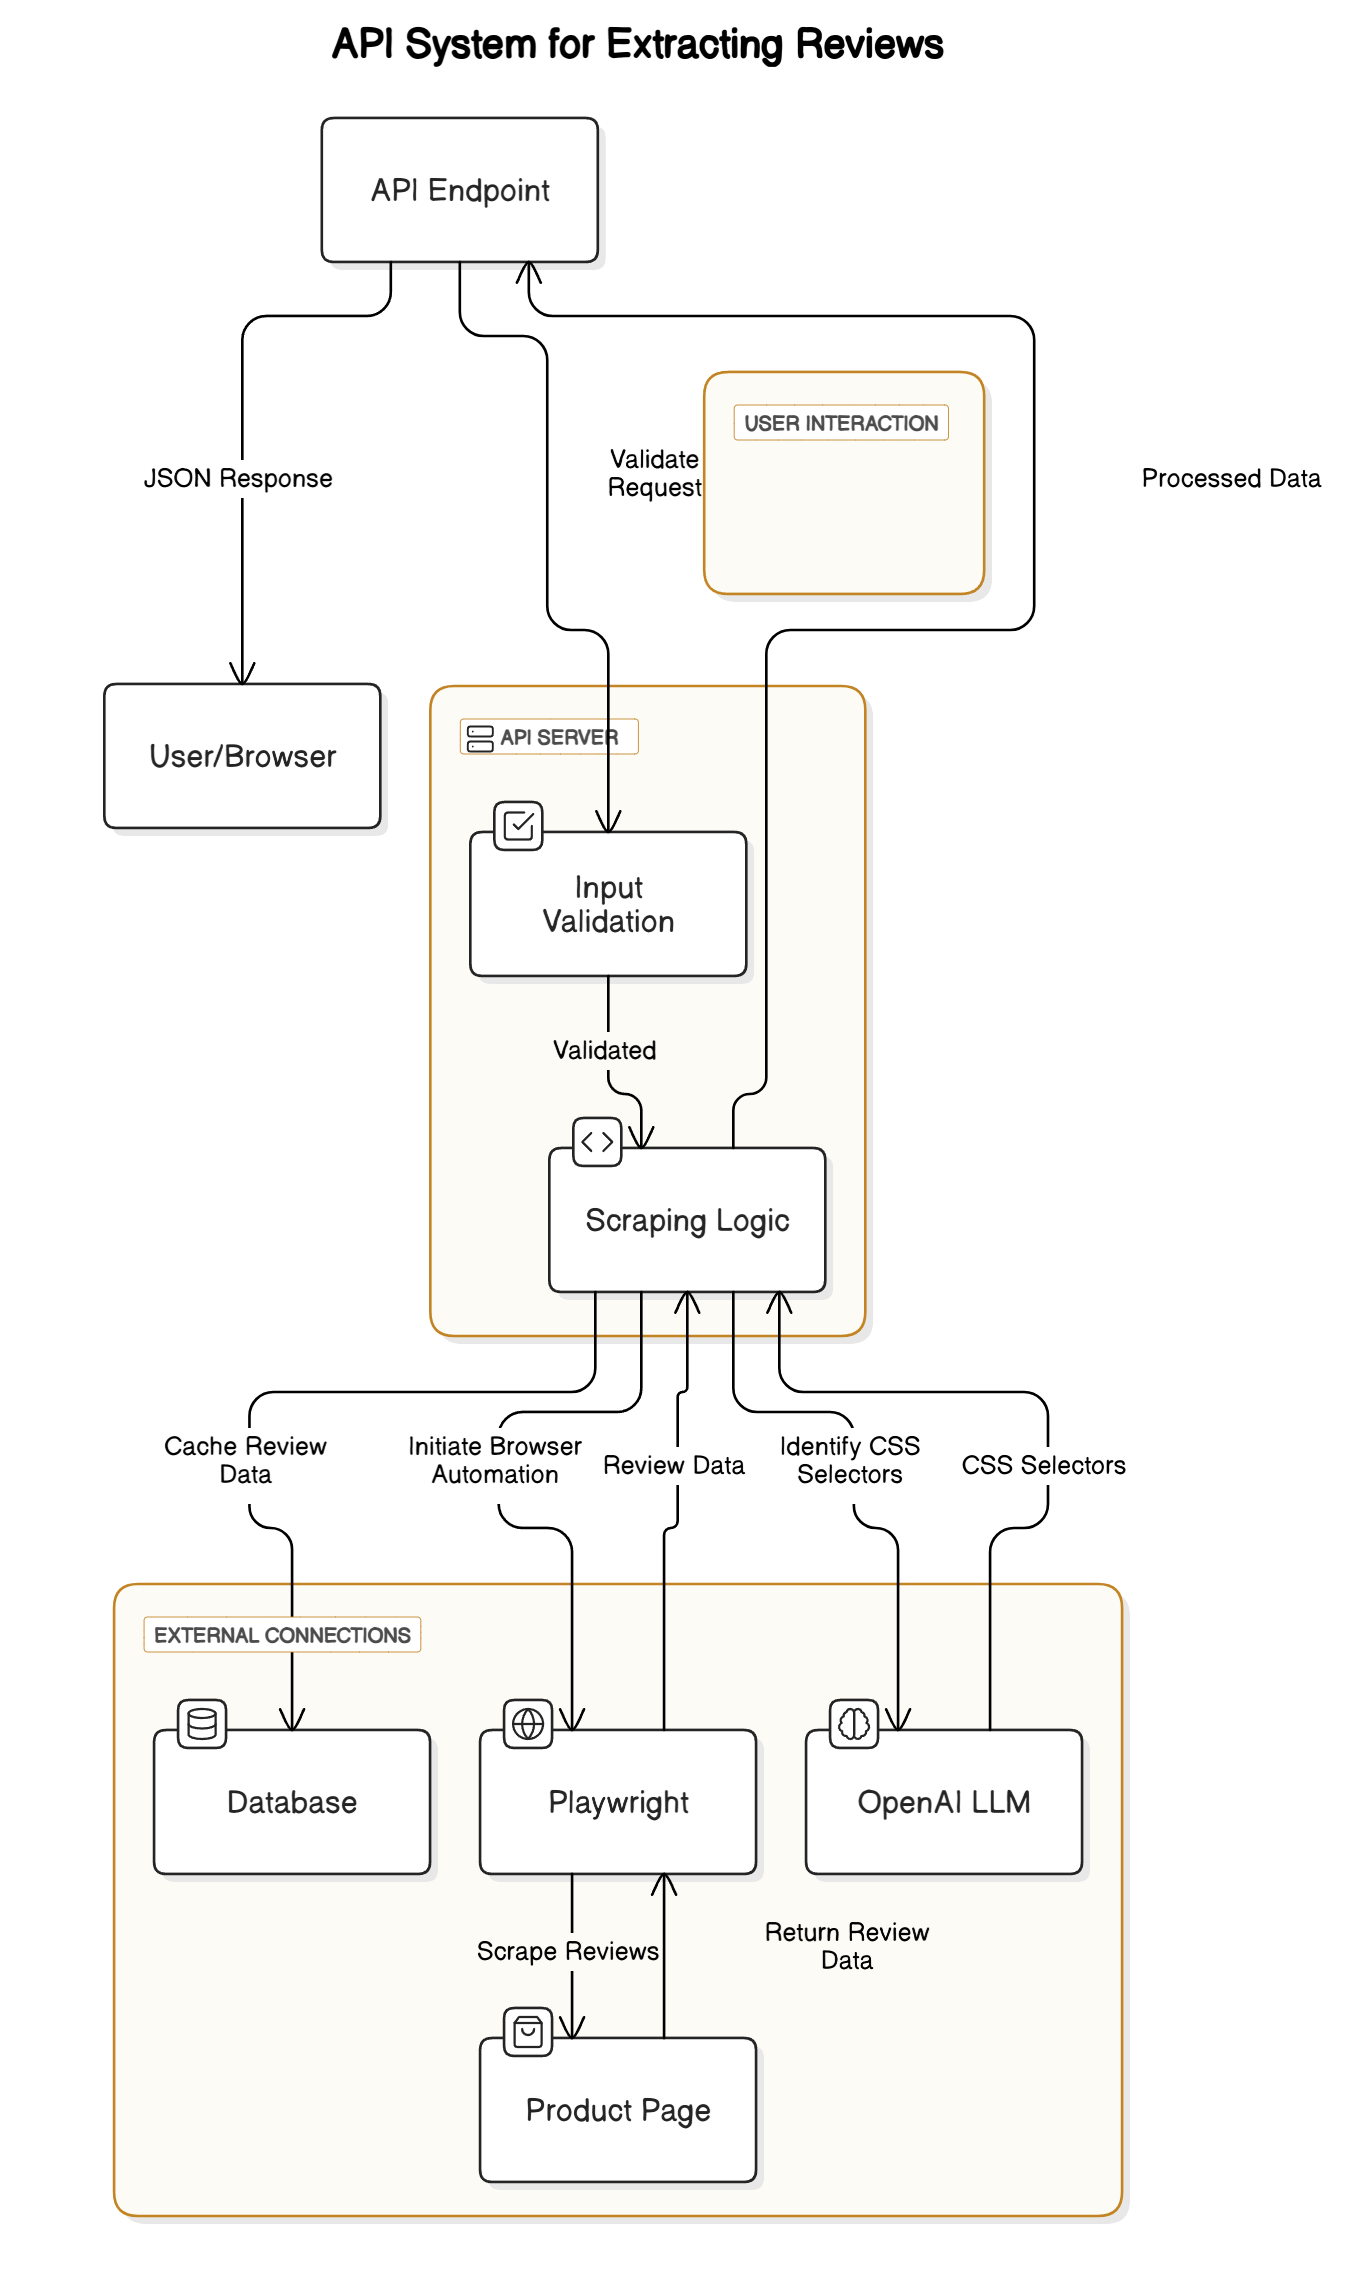 API System for Extracting Reviews
API Endpoint
USER INTERACTION
Validate
Request
JSON Response
Processed Data
User/Browser
API SERVER
Input
Validation
Validated
Scraping Logic
Cache Review
Data
Initiate Browser
Automation
Review Data
Identify CSS
Selectors
CSS Selectors
EXTERNAL CONNECTIONS
Database
Playwright
OpenAI LLM
Scrape Reviews
Return Review
Data
Product Page